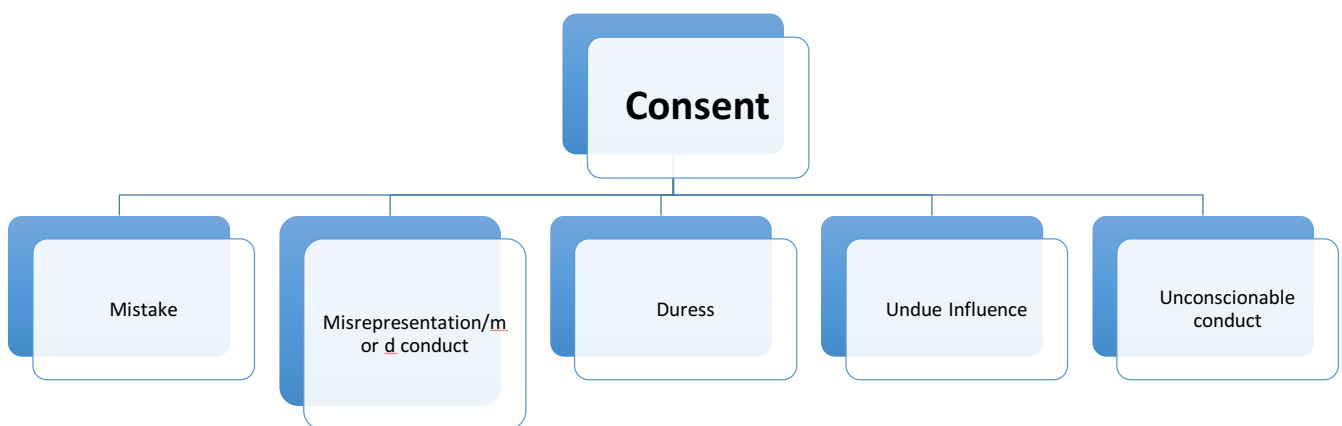 Consent
Mistake
Misrepresentation/m
or d conduct
Duress
Undue Influence
Unconscionable
conduct